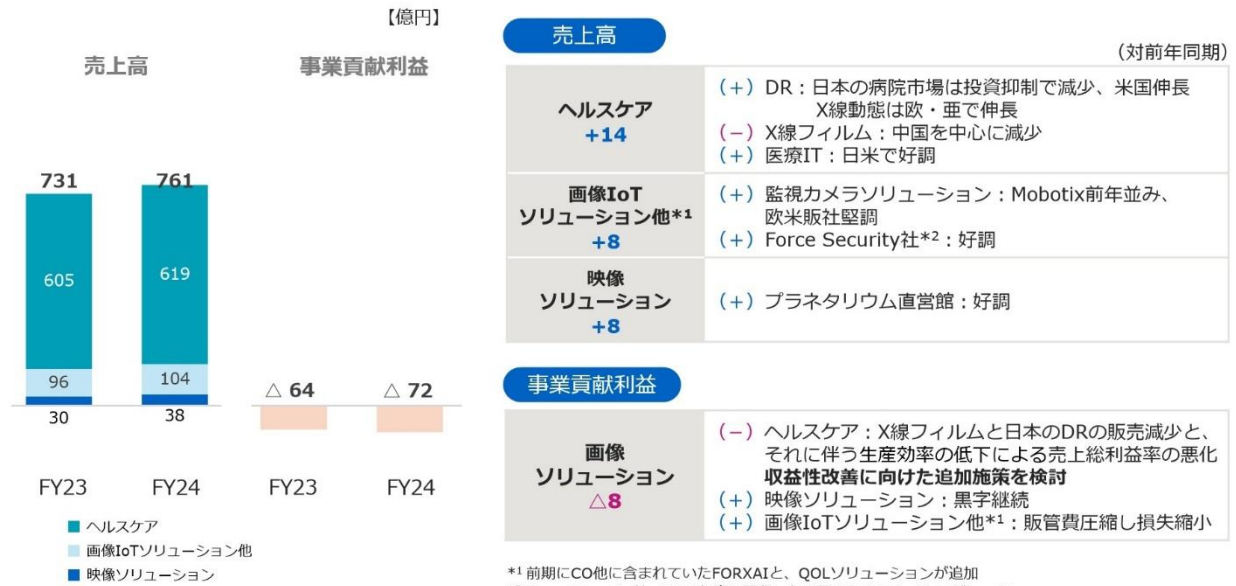 【億円】
売上高
事業貢献利益
731
761
605
619
96
104
30
38
△ 64
△ 72
FY23
FY24
FY23
FY24
ヘルスケア
画像IoTソリューション他
映像ソリューション
売上高
(対前年同期)
ヘルスケア
+14
（+）DR：日本の病院市場は投資抑制で減少、米国伸長
X線動態は欧・亜で伸長
（−）X線フィルム：中国を中心に減少
（+）医療IT：日米で好調
画像IoT
ソリューション他*1
+8
（+）監視カメラソリューション：Mobotix前年並み、
欧米販社堅調
（+）Force Security社*2：好調
映像
ソリューション
+8
（+）プラネタリウム直営館：好調
事業貢献利益
画像
ソリューション
△8
（−）ヘルスケア：X線フィルムと日本のDRの販売減少と、
それに伴う生産効率の低下による売上総利益率の悪化
収益性改善に向けた追加施策を検討
（+）映像ソリューション：黒字継続
（+）画像IoTソリューション他*1：販管費圧縮し損失縮小
*1 前期にCO他に含まれていたFORXAIと、QOLソリューションが追加